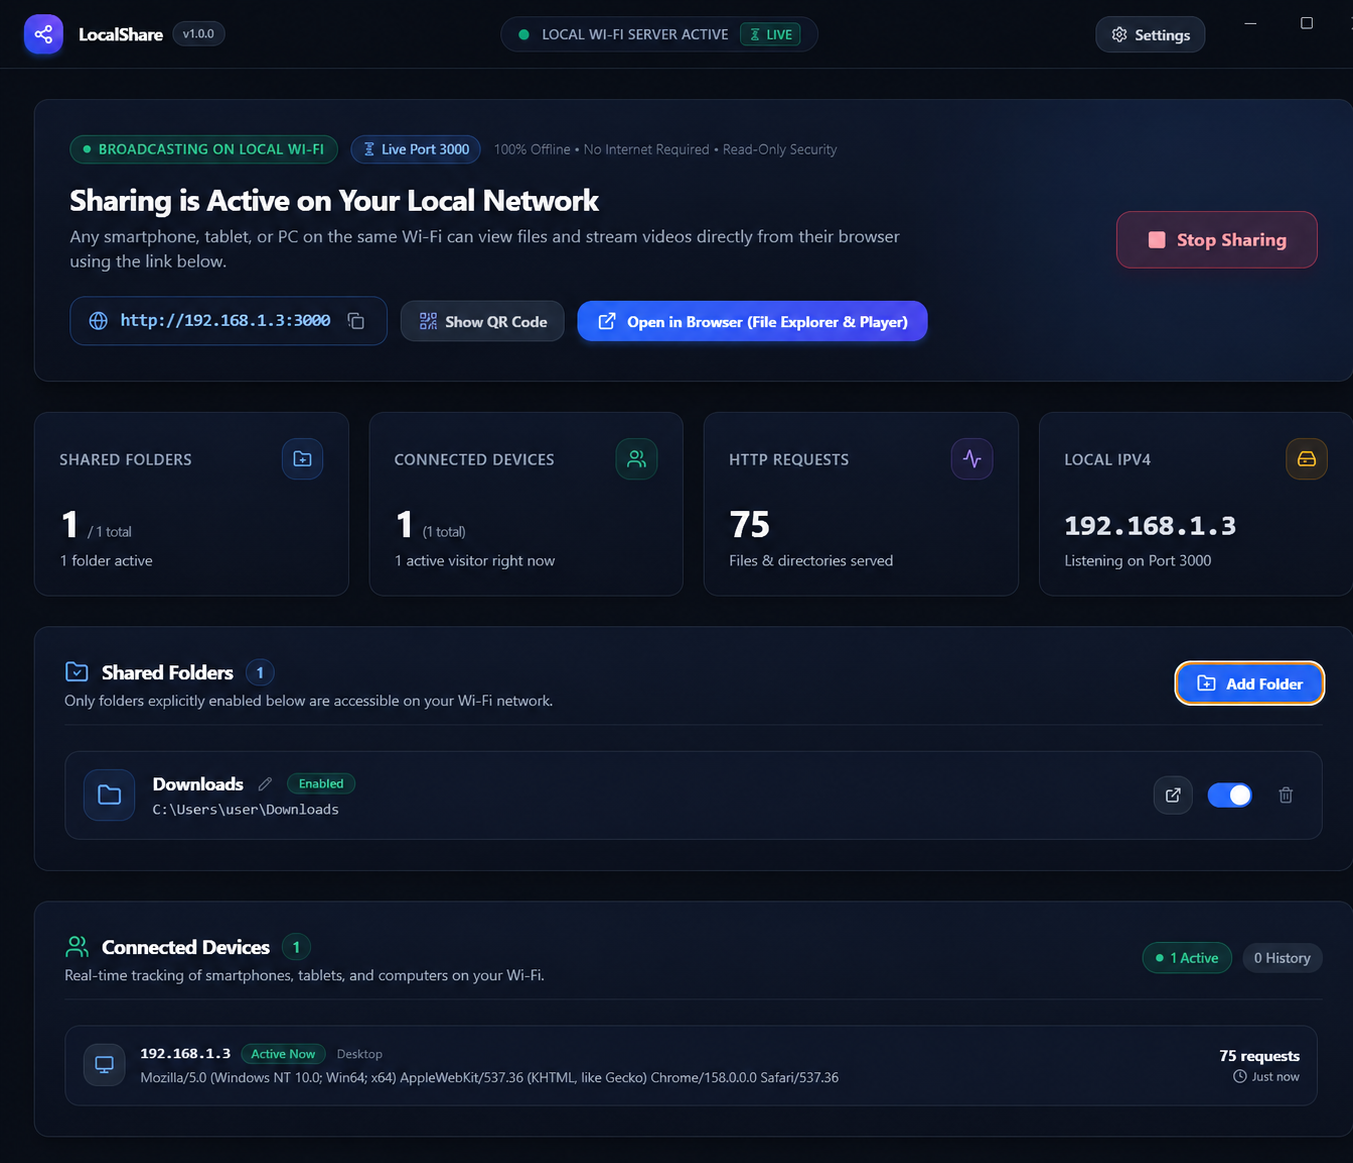 LocalShare v1.0.0
LOCAL WI-FI SERVER ACTIVE LIVE
Settings
BROADCASTING ON LOCAL WI-FI Live Port 3000 100% Offline • No Internet Required • Read-Only Security
Sharing is Active on Your Local Network
Any smartphone, tablet, or PC on the same Wi-Fi can view files and stream videos directly from their browser
using the link below.
Stop Sharing
http://192.168.1.3:3000 Show QR Code Open in Browser (File Explorer & Player)
SHARED FOLDERS
1 / 1 total
1 folder active
CONNECTED DEVICES
1 (1 total)
1 active visitor right now
HTTP REQUESTS
75
Files & directories served
LOCAL IPV4
192.168.1.3
Listening on Port 3000
Shared Folders 1
Only folders explicitly enabled below are accessible on your Wi-Fi network.
Add Folder
Downloads Enabled
C:\Users\user\Downloads
Connected Devices 1
Real-time tracking of smartphones, tablets, and computers on your Wi-Fi.
1 Active 0 History
192.168.1.3 Active Now Desktop
Mozilla/5.0 (Windows NT 10.0; Win64; x64) AppleWebKit/537.36 (KHTML, like Gecko) Chrome/158.0.0.0 Safari/537.36
75 requests
Just now